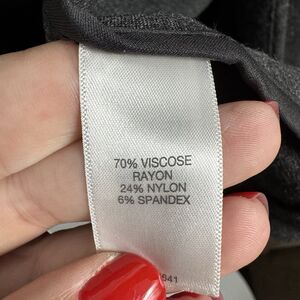 70% VISCOSE
RAYON
24% NYLON
6% SPANDEX